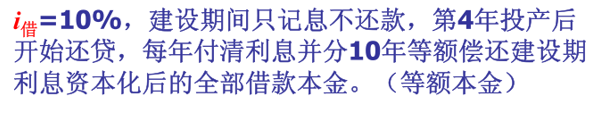 i借=10%，建设期间只记息不还款，第4年投产后
开始还贷，每年付清利息并分10年等额偿还建设期
利息资本化后的全部借款本金。（等额本金）